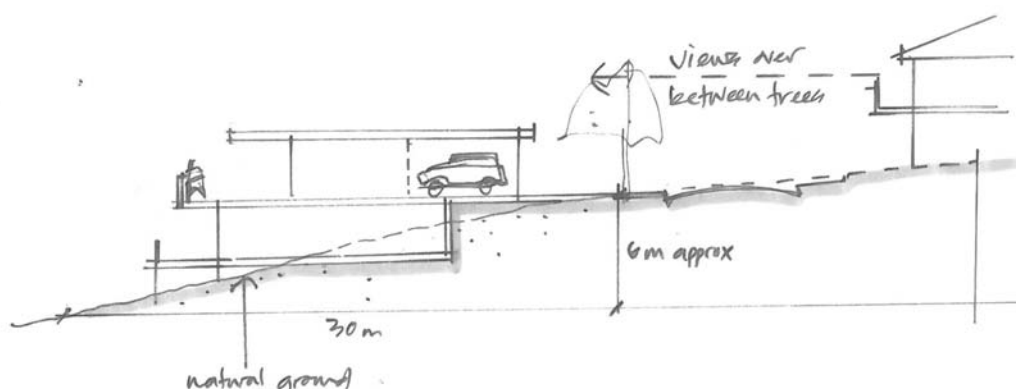 views over
between trees
6m approx
30m
natural ground